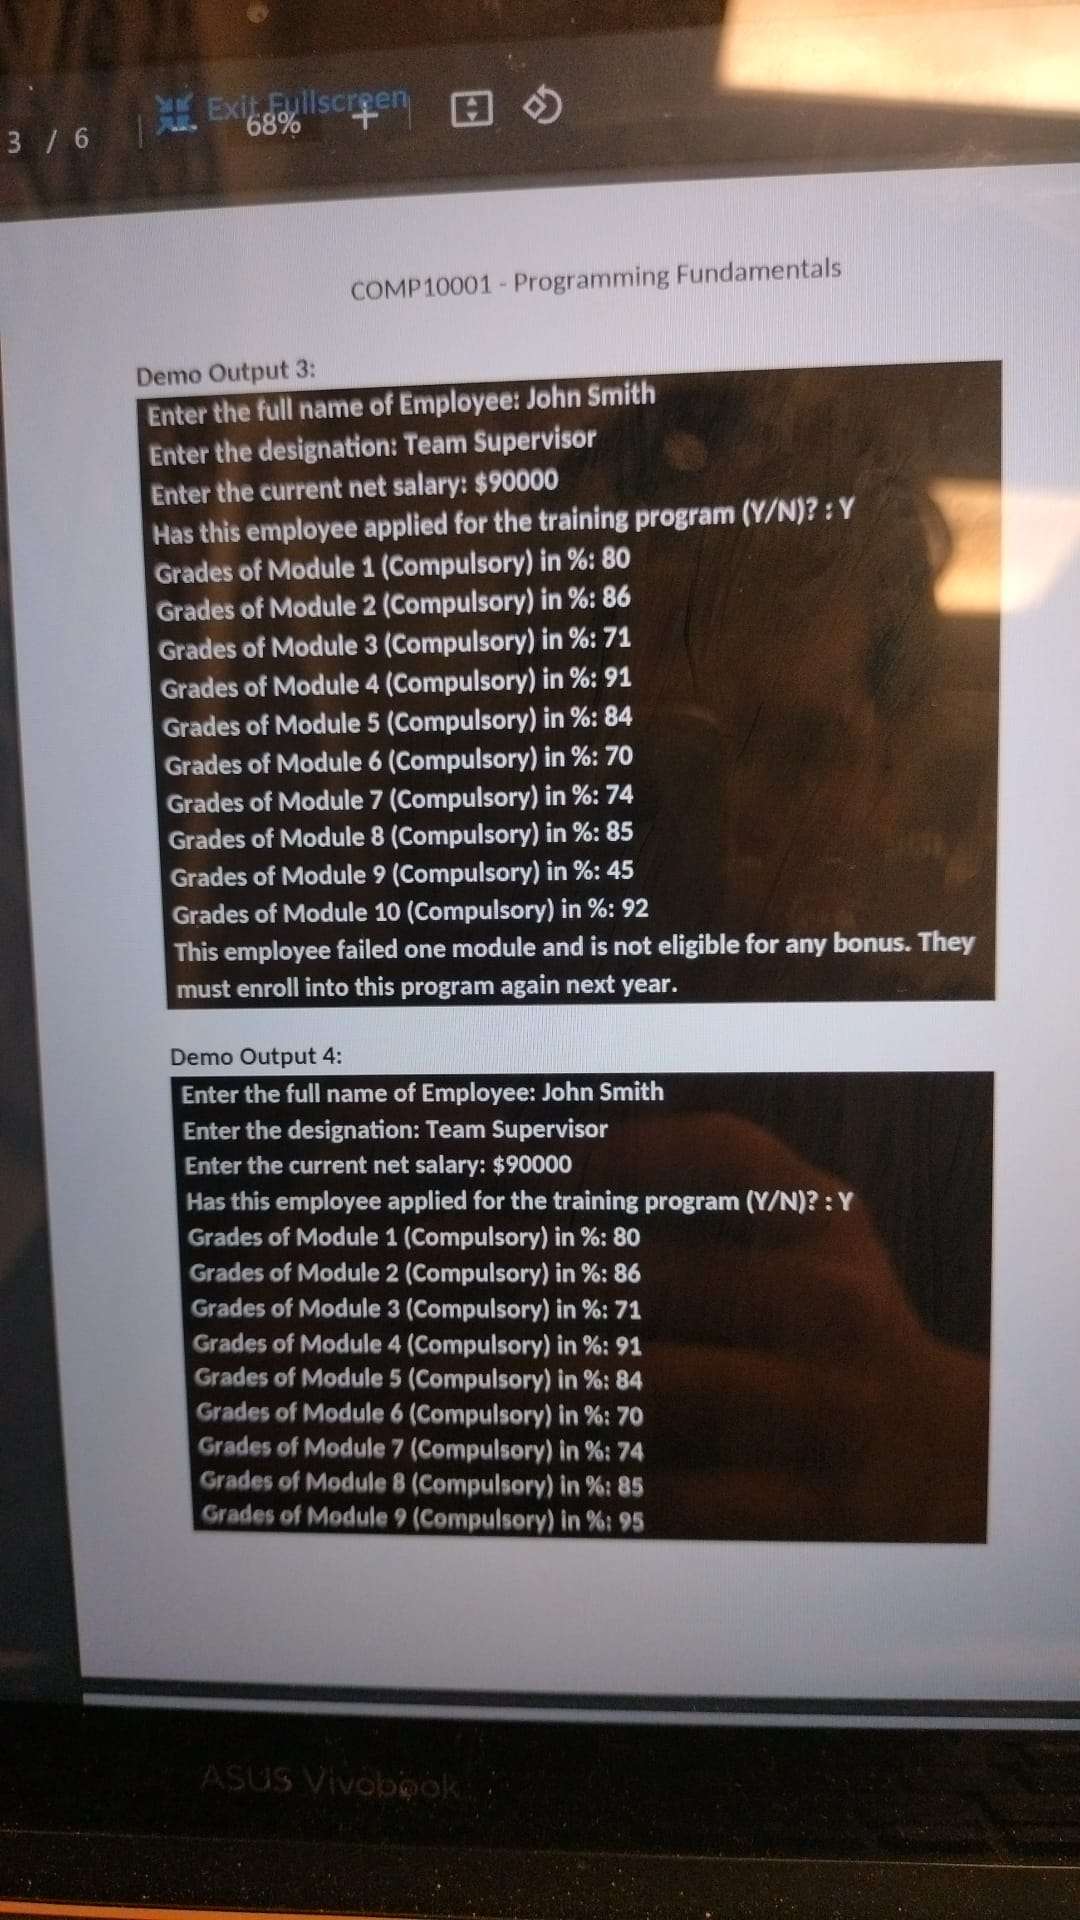 Exit Fullscreen
3 / 6
68%
+
COMP10001 - Programming Fundamentals
Demo Output 3:
Enter the full name of Employee: John Smith
Enter the designation: Team Supervisor
Enter the current net salary: $90000
Has this employee applied for the training program (Y/N)? : Y
Grades of Module 1 (Compulsory) in %: 80
Grades of Module 2 (Compulsory) in %: 86
Grades of Module 3 (Compulsory) in %: 71
Grades of Module 4 (Compulsory) in %: 91
Grades of Module 5 (Compulsory) in %: 84
Grades of Module 6 (Compulsory) in %: 70
Grades of Module 7 (Compulsory) in %: 74
Grades of Module 8 (Compulsory) in %: 85
Grades of Module 9 (Compulsory) in %: 45
Grades of Module 10 (Compulsory) in %: 92
This employee failed one module and is not eligible for any bonus. They
must enroll into this program again next year.
Demo Output 4:
Enter the full name of Employee: John Smith
Enter the designation: Team Supervisor
Enter the current net salary: $90000
Has this employee applied for the training program (Y/N)? : Y
Grades of Module 1 (Compulsory) in %: 80
Grades of Module 2 (Compulsory) in %: 86
Grades of Module 3 (Compulsory) in %: 71
Grades of Module 4 (Compulsory) in %: 91
Grades of Module 5 (Compulsory) in %: 84
Grades of Module 6 (Compulsory) in %: 70
Grades of Module 7 (Compulsory) in %: 74
Grades of Module 8 (Compulsory) in %: 85
Grades of Module 9 (Compulsory) in %: 95
ASUS Vivobook